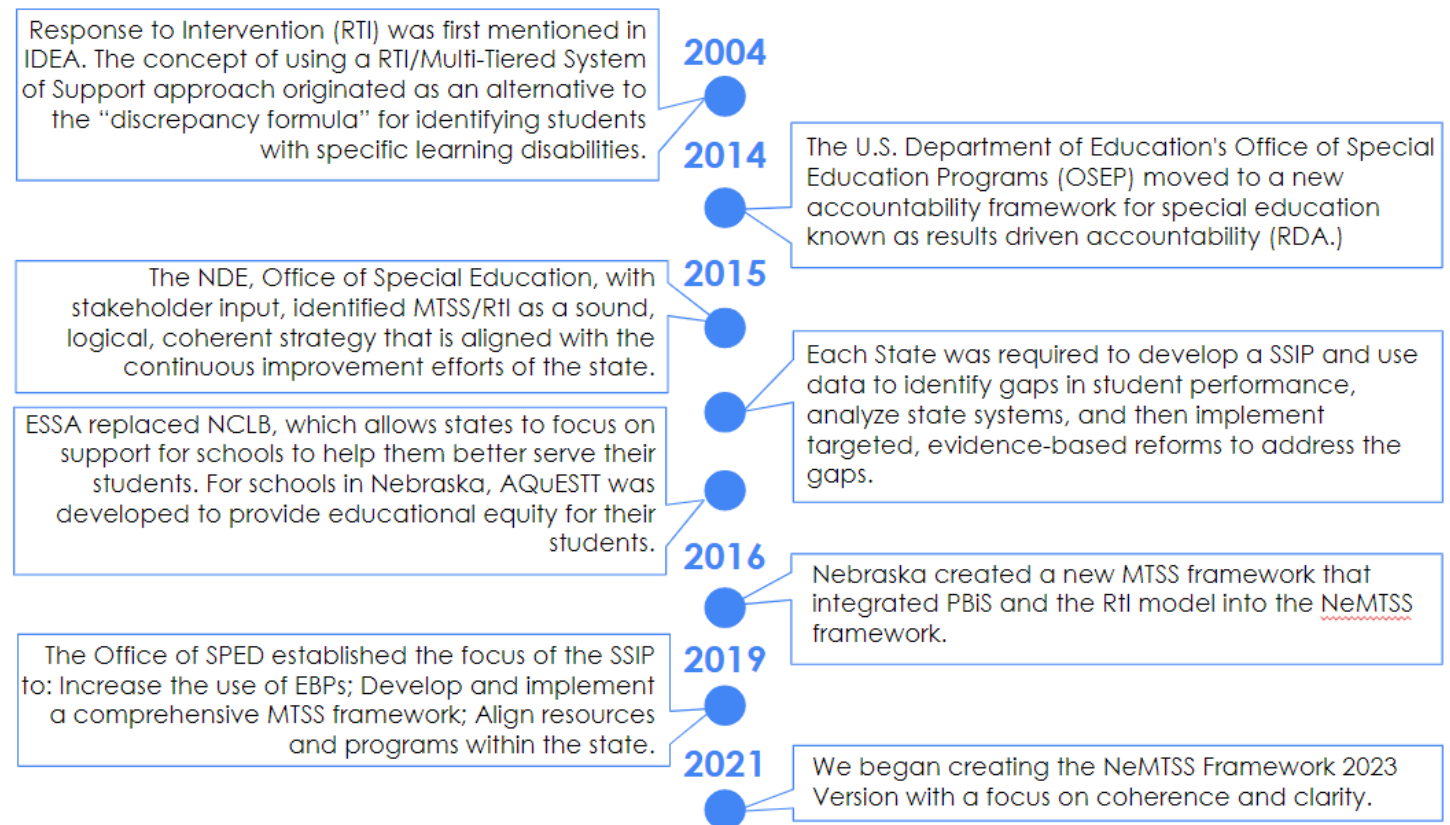 2004
Response to Intervention (RTI) was first mentioned in
IDEA. The concept of using a RTI/Multi-Tiered System
of Support approach originated as an alternative to
the “discrepancy formula” for identifying students
with specific learning disabilities.
2014
The U.S. Department of Education's Office of Special
Education Programs (OSEP) moved to a new
accountability framework for special education
known as results driven accountability (RDA.)
2015
The NDE, Office of Special Education, with
stakeholder input, identified MTSS/RtI as a sound,
logical, coherent strategy that is aligned with the
continuous improvement efforts of the state.
Each State was required to develop a SSIP and use
data to identify gaps in student performance,
analyze state systems, and then implement
targeted, evidence-based reforms to address the
gaps.
ESSA replaced NCLB, which allows states to focus on
support for schools to help them better serve their
students. For schools in Nebraska, AQuESTT was
developed to provide educational equity for their
students.
2016
Nebraska created a new MTSS framework that
integrated PBiS and the RtI model into the NeMTSS
framework.
2019
The Office of SPED established the focus of the SSIP
to: Increase the use of EBPs; Develop and implement
a comprehensive MTSS framework; Align resources
and programs within the state.
2021
We began creating the NeMTSS Framework 2023
Version with a focus on coherence and clarity.